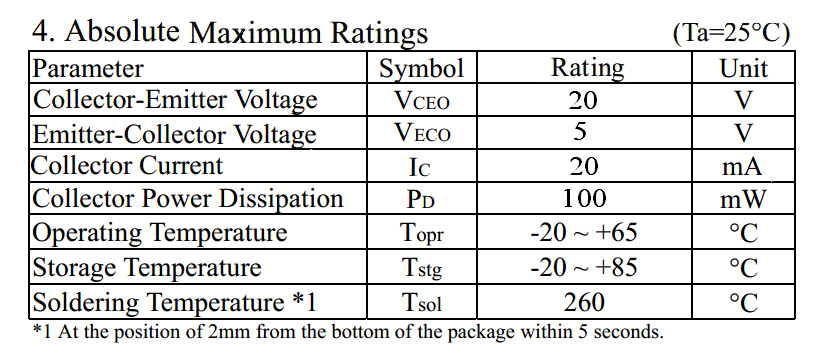 4. Absolute Maximum Ratings (Ta=25°C)
Parameter Symbol Rating Unit
Collector-Emitter Voltage VCEO 20 V
Emitter-Collector Voltage VECO 5 V
Collector Current IC 20 mA
Collector Power Dissipation PD 100 mW
Operating Temperature Topr -20 ~ +65 °C
Storage Temperature Tstg -20 ~ +85 °C
Soldering Temperature *1 Tsol 260 °C
*1 At the position of 2mm from the bottom of the package within 5 seconds.